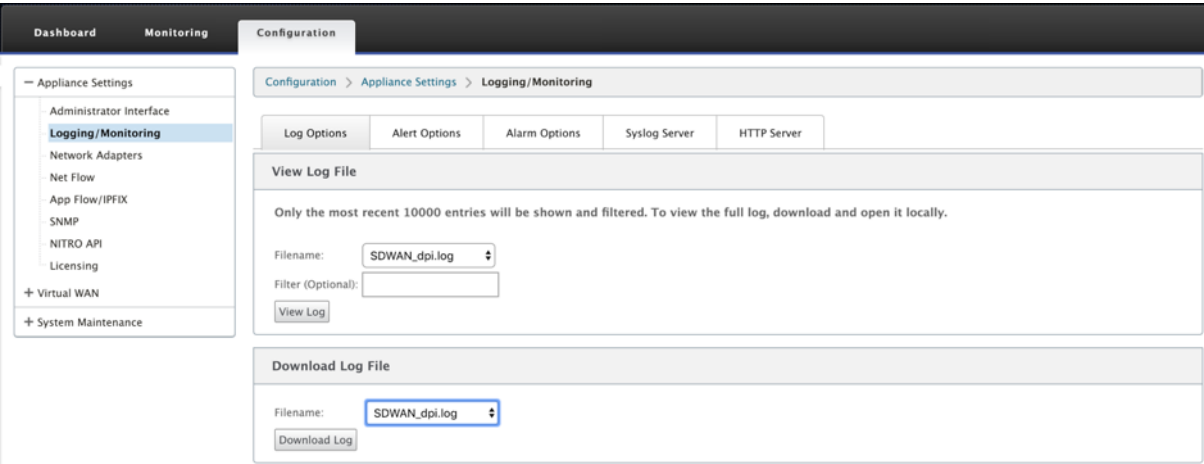 Dashboard Monitoring Configuration
— Appliance Settings
Administrator Interface
Logging/Monitoring
Network Adapters
Net Flow
App Flow/IPFIX
SNMP
NITRO API
Licensing
+ Virtual WAN
+ System Maintenance
Configuration > Appliance Settings > Logging/Monitoring
Log Options Alert Options Alarm Options Syslog Server HTTP Server
View Log File
Only the most recent 10000 entries will be shown and filtered. To view the full log, download and open it locally.
Filename: SDWAN_dpi.log
Filter (Optional):
View Log
Download Log File
Filename: SDWAN_dpi.log
Download Log